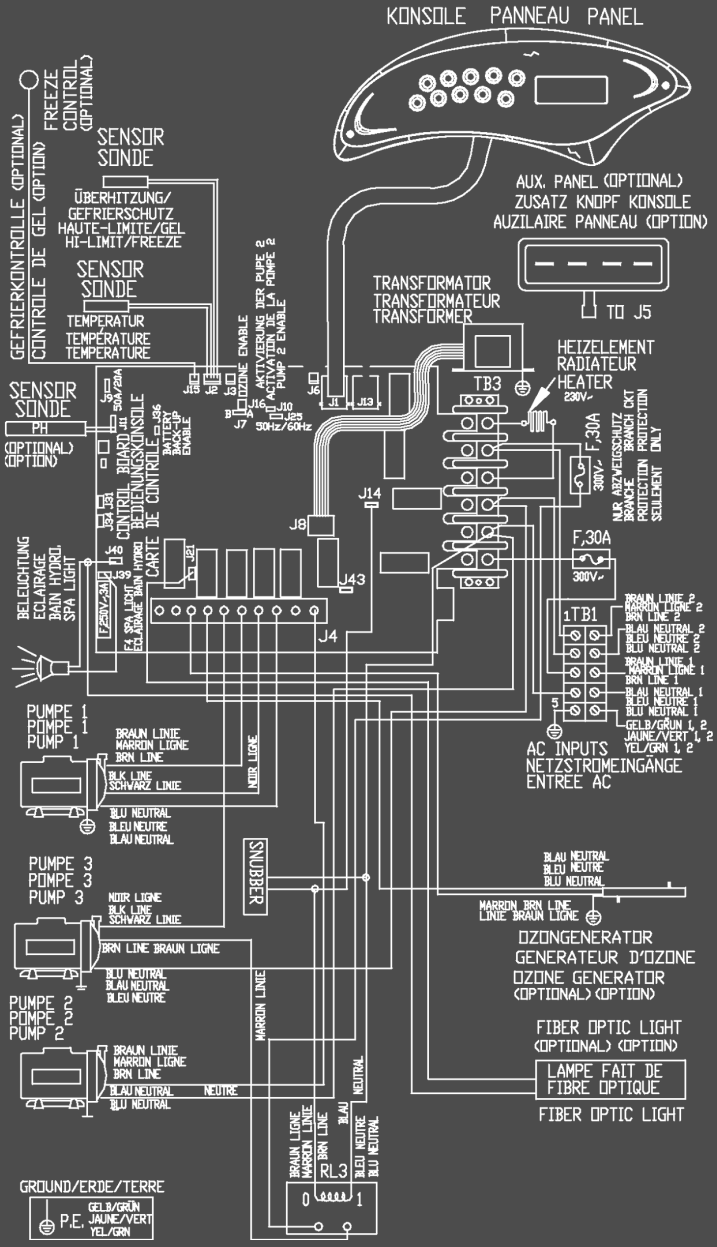 KONSOLE PANNEAU PANEL
FREEZE
CONTROL
(OPTIONAL)
GEFRIERKONTROLLE (OPTIONAL)
CONTROLE DE GEL (OPTION)
SENSOR
SONDE
ÜBERHITZUNG/
GEFRIERSCHUTZ
HAUTE-LIMITE/GEL
HI-LIMIT/FREEZE
SENSOR
SONDE
TEMPERATUR
TEMPÉRATURE
TEMPERATURE
AUX. PANEL (OPTIONAL)
ZUSATZ KNOPF KONSOLE
AUZILAIRE PANNEAU (OPTION)
TO J5
TRANSFORMATOR
TRANSFORMATEUR
TRANSFORMER
OZONE ENABLE
AKTIVIERUNG DER PUPE 2
ACTIVATION DE LA POMPE 2
PUMP 2 ENABLE
HEIZELEMENT
RADIATEUR
HEATER
230V~
TB3
J3
J6
J1
J13
J16
J10
B A
J7
J25
50Hz/60Hz
50A/20A
J36
BATTERY
BACK-UP
ENABLE
SENSOR
SONDE
PH
(OPTIONAL)
(OPTION)
CONTROL BOARD
BEDIENUNGSKONSOLE
CARTE DE CONTROLE
F,30A
300V~
NUR ABZWEIGSCHUTZ
BRANCHE BRANCH CKT
PROTECTION PROTECTION
SEULEMENT ONLY
J14
J8
J34 J31
J43
J21
J39
F,250V~3A
F4 SPA LIGHT
ECLAIRAGE BAIN HYDRO
J4
BELEUCHTUNG
ECLAIRAGE
BAIN HYDRO.
SPA LIGHT
F,30A
300V~
1TB1
5
BRAUN LINIE 2
MARRON LIGNE 2
BRN LINE 2
BLAU NEUTRAL 2
BLEU NEUTRE 2
BLU NEUTRAL 2
BRAUN LINIE 1
MARRON LIGNE 1
BRN LINE 1
BLAU NEUTRAL 1
BLEU NEUTRE 1
BLU NEUTRAL 1
GELB/GRÜN 1, 2
JAUNE/VERT 1, 2
YEL/GRN 1, 2
AC INPUTS
NETZSTROMEINGÄNGE
ENTREE AC
PUMPE 1
POMPE 1
PUMP 1
BRAUN LINIE
MARRON LIGNE
BRN LINE
BLK LINE
SCHWARZ LINIE
NOIR LIGNE
BLU NEUTRAL
BLEU NEUTRE
BLAU NEUTRAL
SNUBBER
PUMPE 3
POMPE 3
PUMP 3
NOIR LIGNE
BLK LINE
SCHWARZ LINIE
BRN LINE BRAUN LIGNE
BLU NEUTRAL
BLAU NEUTRAL
BLEU NEUTRE
MARRON LINIE
BLAU NEUTRAL
BLEU NEUTRE
BLU NEUTRAL
MARRON BRN LINE
LINIE BRAUN LIGNE
OZONGENERATOR
GENERATEUR D'OZONE
OZONE GENERATOR
(OPTIONAL) (OPTION)
PUMPE 2
POMPE 2
PUMP 2
BRAUN LINIE
MARRON LIGNE
BRN LINE
BLAU NEUTRAL NEUTRE
BLU NEUTRAL
FIBER OPTIC LIGHT
(OPTIONAL) (OPTION)
LAMPE FAIT DE
FIBRE OPTIQUE
FIBER OPTIC LIGHT
BRAUN LIGNE
MARRON LINIE
BRN LINE
BLAU NEUTRAL
BLEU NEUTRE
BLU NEUTRAL
RL3
0 1
GROUND/ERDE/TERRE
P.E.
GELB/GRÜN
JAUNE/VERT
YEL/GRN